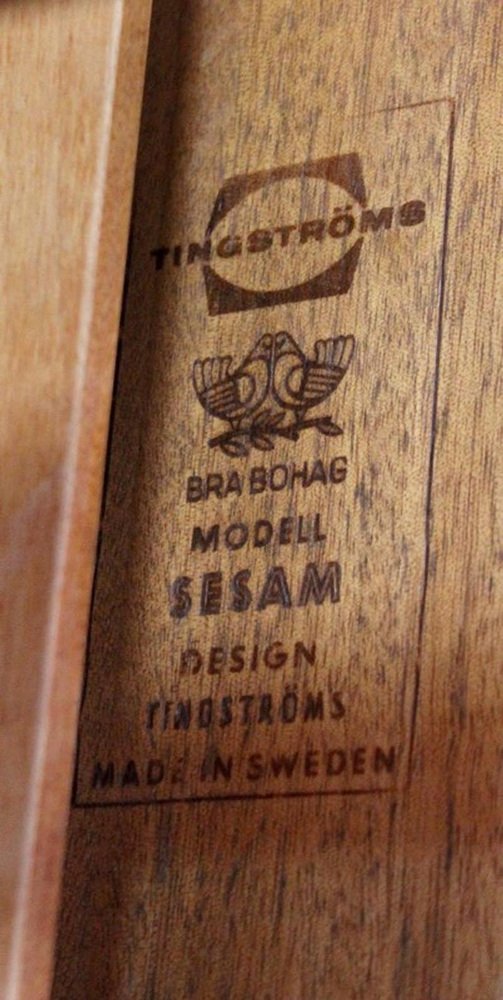 TINGSTRÖMS
BRA BOHAG
MODELL
SESAM
DESIGN
TINGSTRÖMS
MADE IN SWEDEN